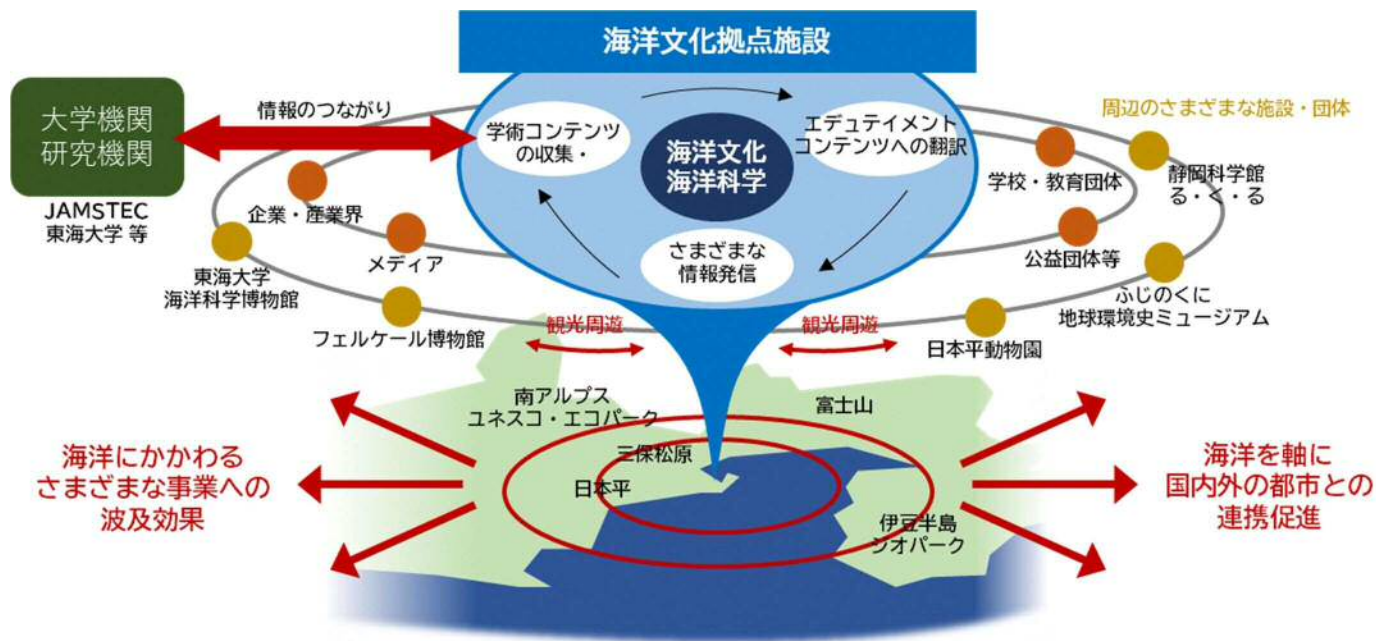 海洋文化拠点施設
大学機関
研究機関
JAMSTEC
東海大学 等
情報のつながり
学術コンテンツ
の収集・
海洋文化
海洋科学
エデュテイメント
コンテンツへの翻訳
さまざまな
情報発信
周辺のさまざまな施設・団体
企業・産業界
メディア
学校・教育団体
公益団体等
静岡科学館
る・く・る
東海大学
海洋科学博物館
フェルケール博物館
ふじのくに
地球環境史ミュージアム
日本平動物園
観光周遊
観光周遊
南アルプス
ユネスコ・エコパーク
富士山
三保松原
日本平
伊豆半島
ジオパーク
海洋にかかわる
さまざまな事業への
波及効果
海洋を軸に
国内外の都市との
連携促進